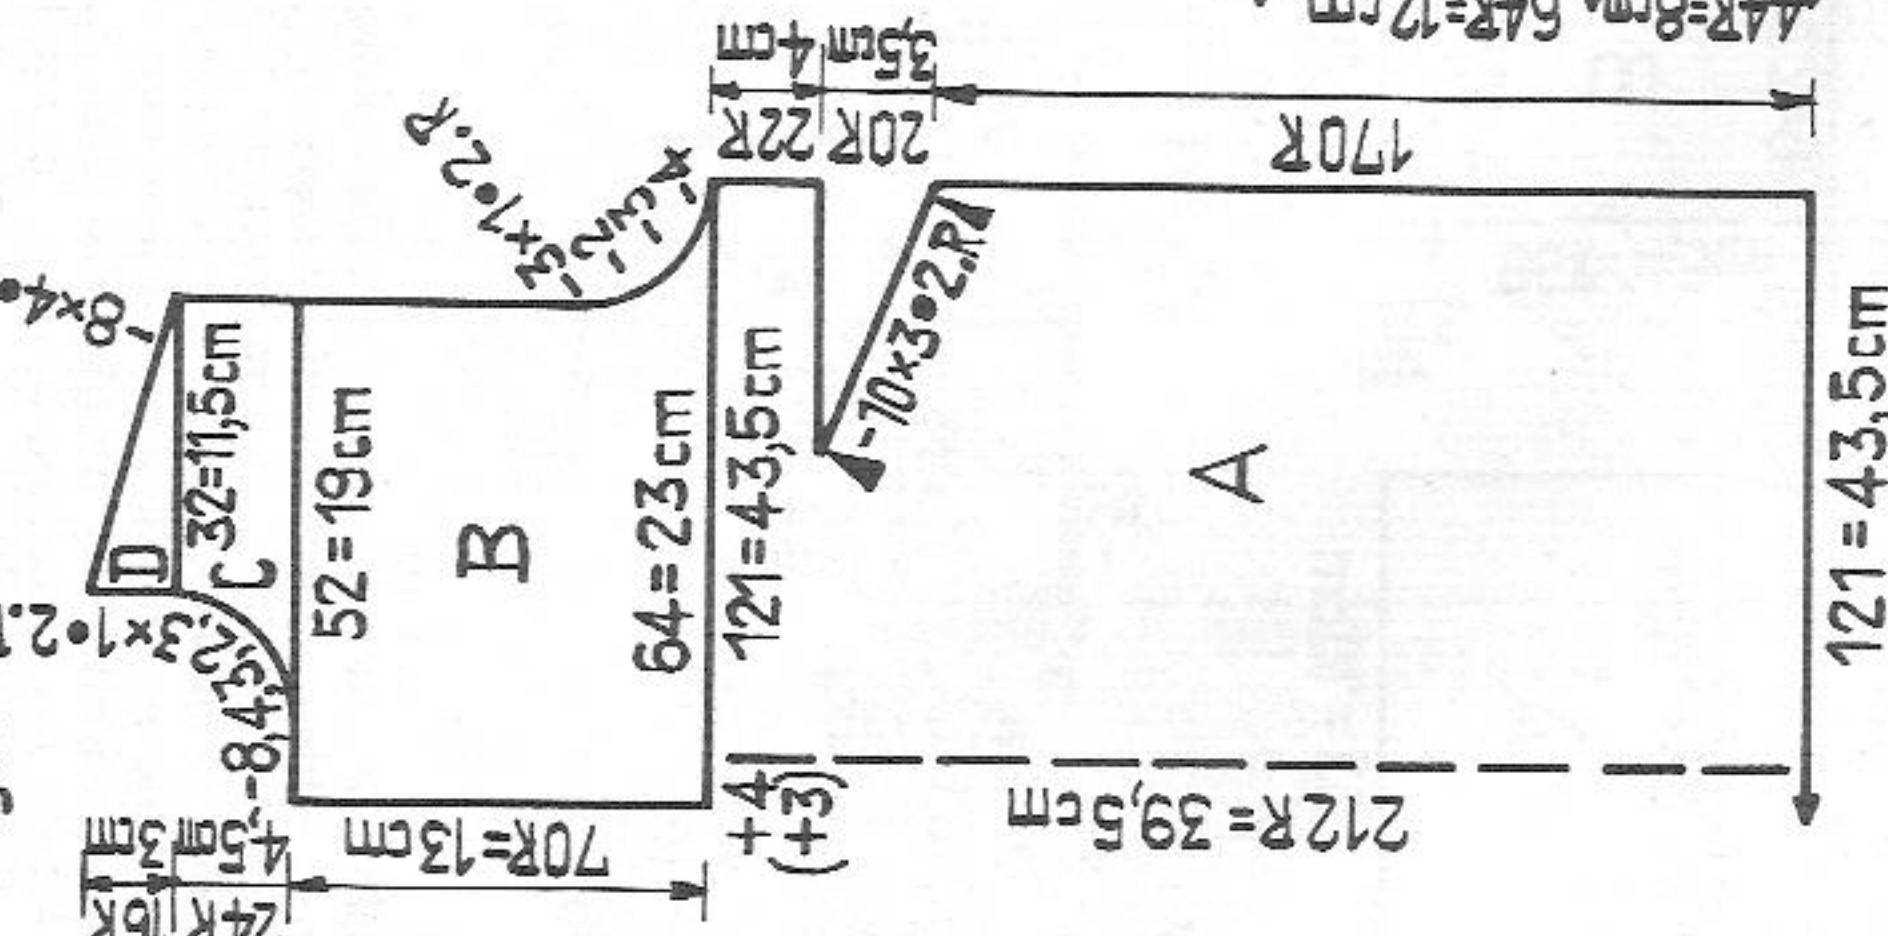 44R=8cm, 64R=12cm
4cm
3,5cm
22R
20R
170R
3x1•2.R
2
3
4
-8x4•
D
32=11,5cm
C
3x1•2.
2,
3,
-8,4,
52=19cm
B
64=23cm
121=43,5cm
-10x3•2.R
A
121=43,5cm
+4
(+3)
212R=39,5cm
70R=13cm
4,5cm
3cm
24R
16R